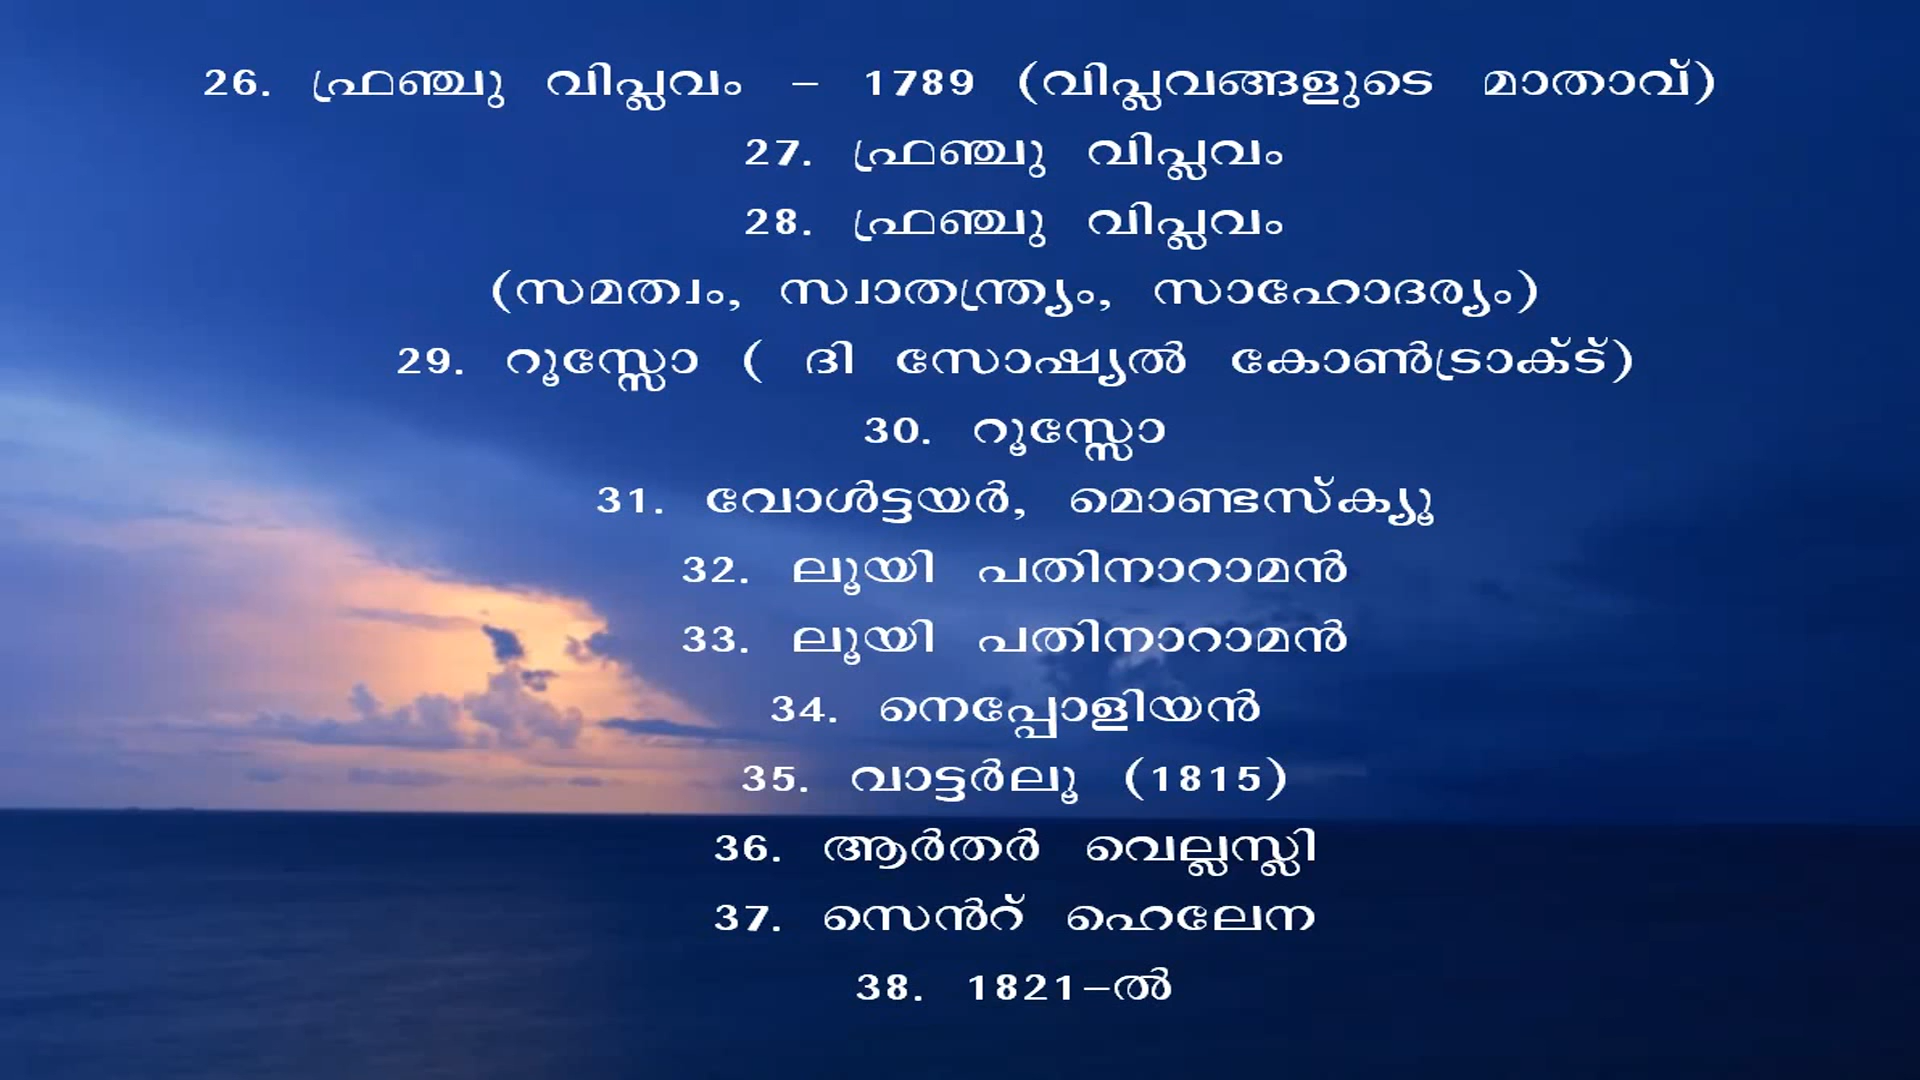 26. ഫ്രഞ്ചു വിപ്ലവം - 1789 (വിപ്ലവങ്ങളുടെ മാതാവ്)
27. ഫ്രഞ്ചു വിപ്ലവം
28. ഫ്രഞ്ചു വിപ്ലവം
(സമത്വം, സ്വാതന്ത്ര്യം, സാഹോദര്യം)
29. റൂസ്സോ ( ദി സോഷ്യൽ കോൺട്രാക്ട്)
30. റൂസ്സോ
31. വോൾട്ടയർ, മൊണ്ടസ്ക്യൂ
32. ലൂയി പതിനാറാമൻ
33. ലൂയി പതിനാറാമൻ
34. നെപ്പോളിയൻ
35. വാട്ടർലൂ (1815)
36. ആർതർ വെല്ലസ്ലി
37. സെൻറ് ഹെലേന
38. 1821-ൽ